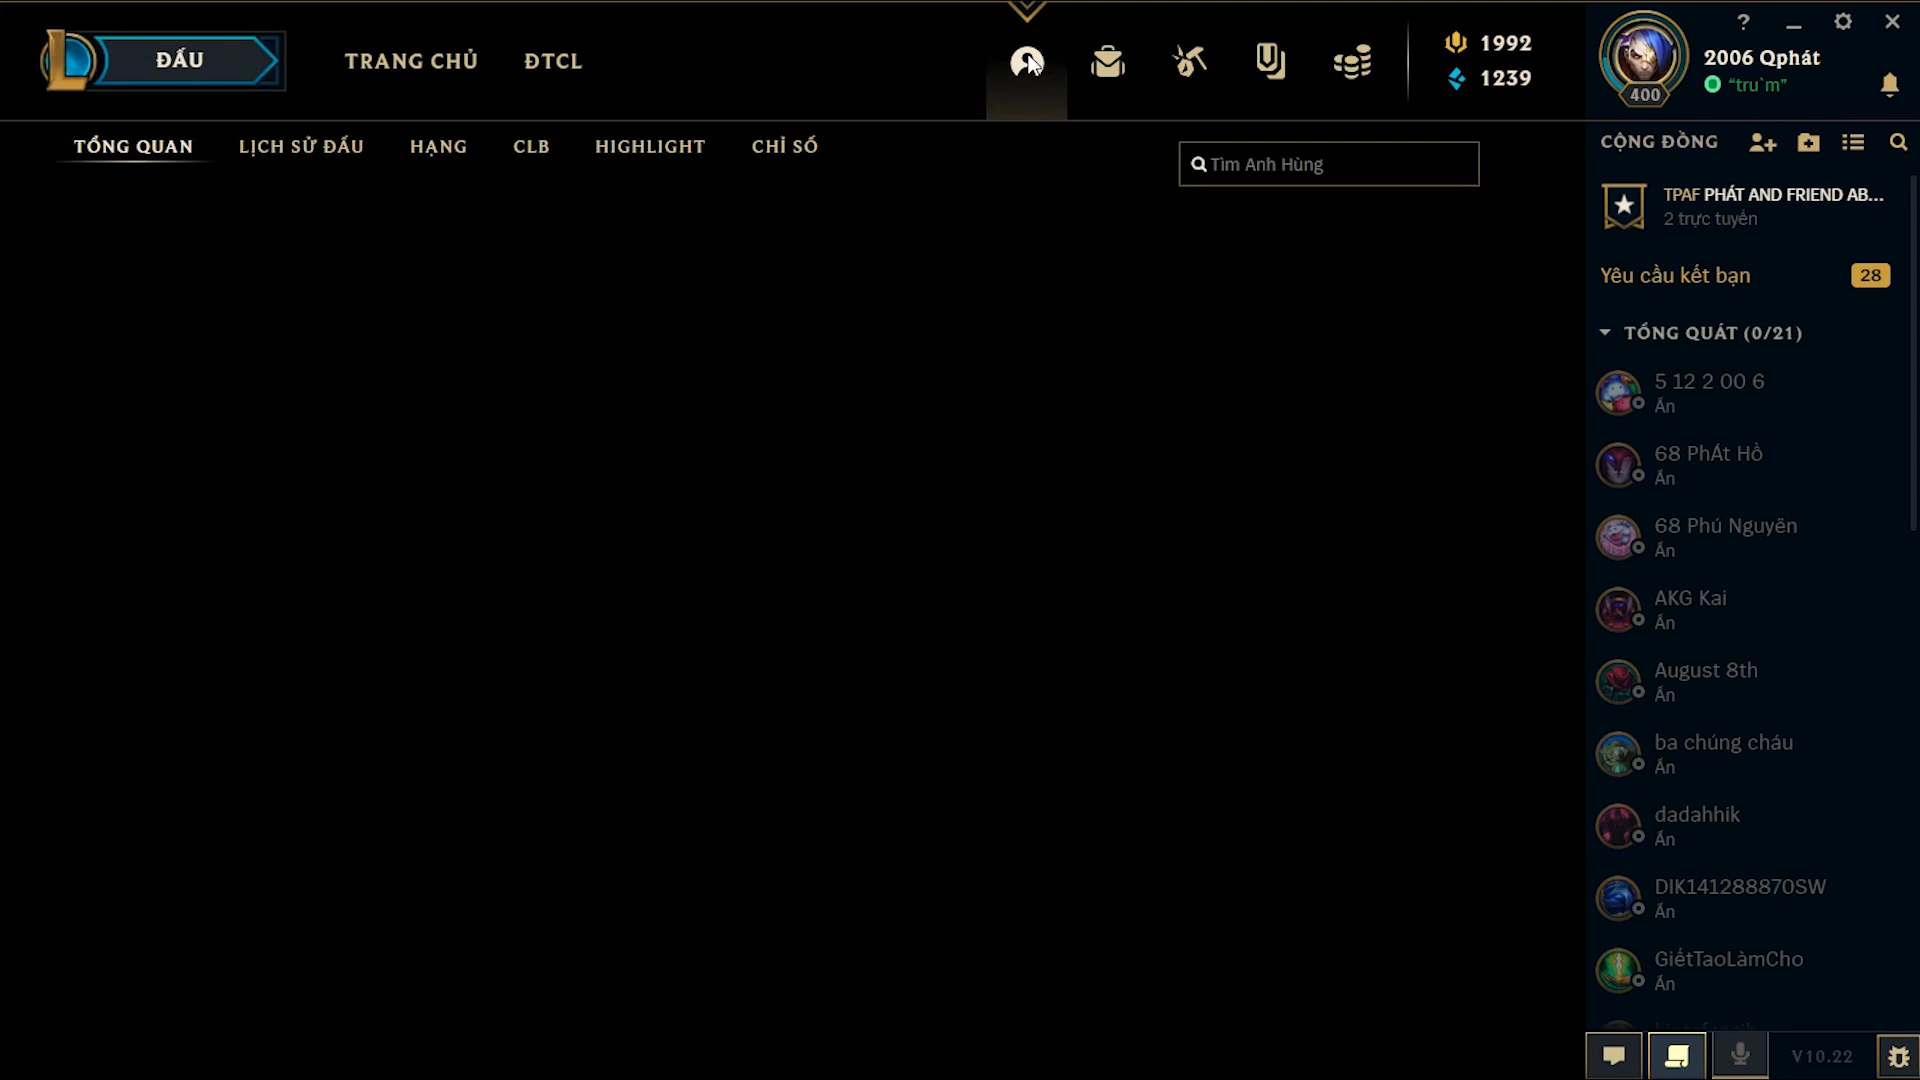 ĐẤU
TRANG CHỦ
ĐTCL
1992
1239
400
?
2006 Qphát
“tru`m”
TỔNG QUAN
LỊCH SỬ ĐẤU
HẠNG
CLB
HIGHLIGHT
CHỈ SỐ
Tìm Anh Hùng
CỘNG ĐỒNG
TPAF PHÁT AND FRIEND AB...
2 trực tuyến
Yêu cầu kết bạn
28
TỔNG QUÁT (0/21)
5 12 2 00 6
Ẩn
68 PhÁt Hồ
Ẩn
68 Phú Nguyën
Ẩn
AKG Kai
Ẩn
August 8th
Ẩn
ba chúng cháu
Ẩn
dadahhik
Ẩn
DIK141288870SW
Ẩn
GiếtTaoLàmCho
Ẩn
V10.22